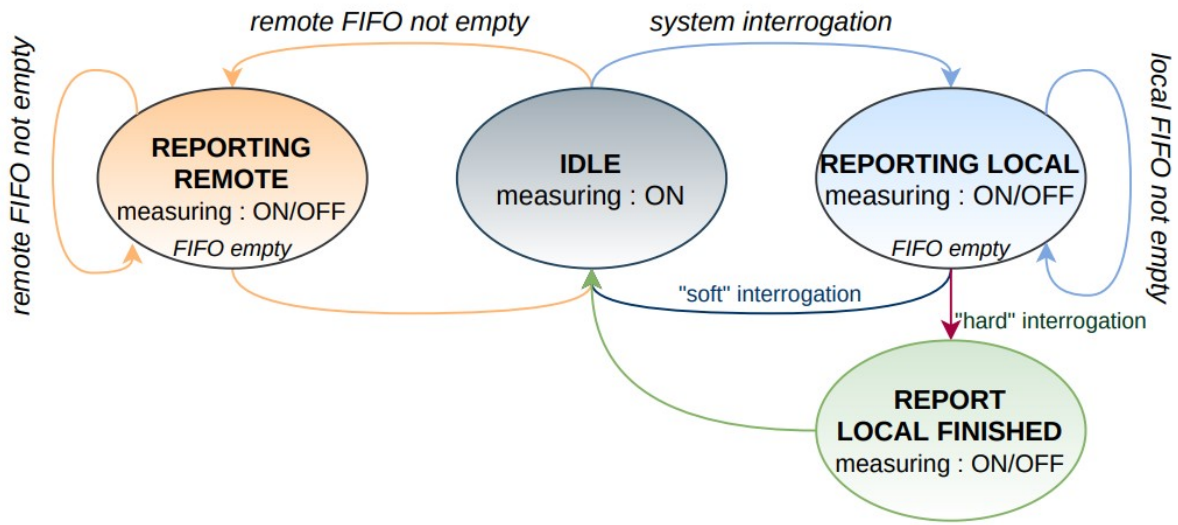 remote FIFO not empty
system interrogation
remote FIFO not empty
REPORTING
REMOTE
measuring : ON/OFF
FIFO empty
IDLE
measuring : ON
REPORTING LOCAL
measuring : ON/OFF
FIFO empty
local FIFO not empty
"soft" interrogation
"hard" interrogation
REPORT
LOCAL FINISHED
measuring : ON/OFF